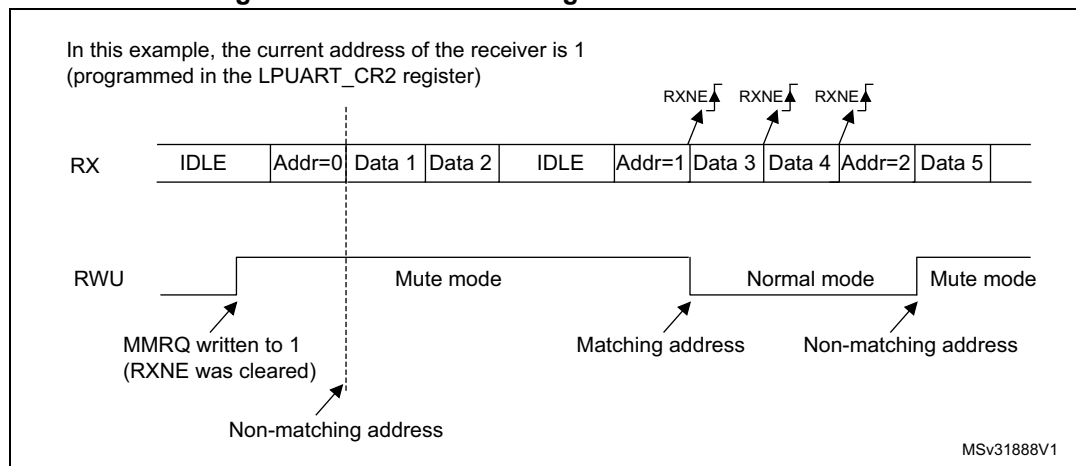 In this example, the current address of the receiver is 1
(programmed in the LPUART_CR2 register)
RXNE RXNE RXNE
RX IDLE Addr=0 Data 1 Data 2 IDLE Addr=1 Data 3 Data 4 Addr=2 Data 5
RWU Mute mode Normal mode Mute mode
MMRQ written to 1 Matching address Non-matching address
(RXNE was cleared)
Non-matching address
MSv31888V1